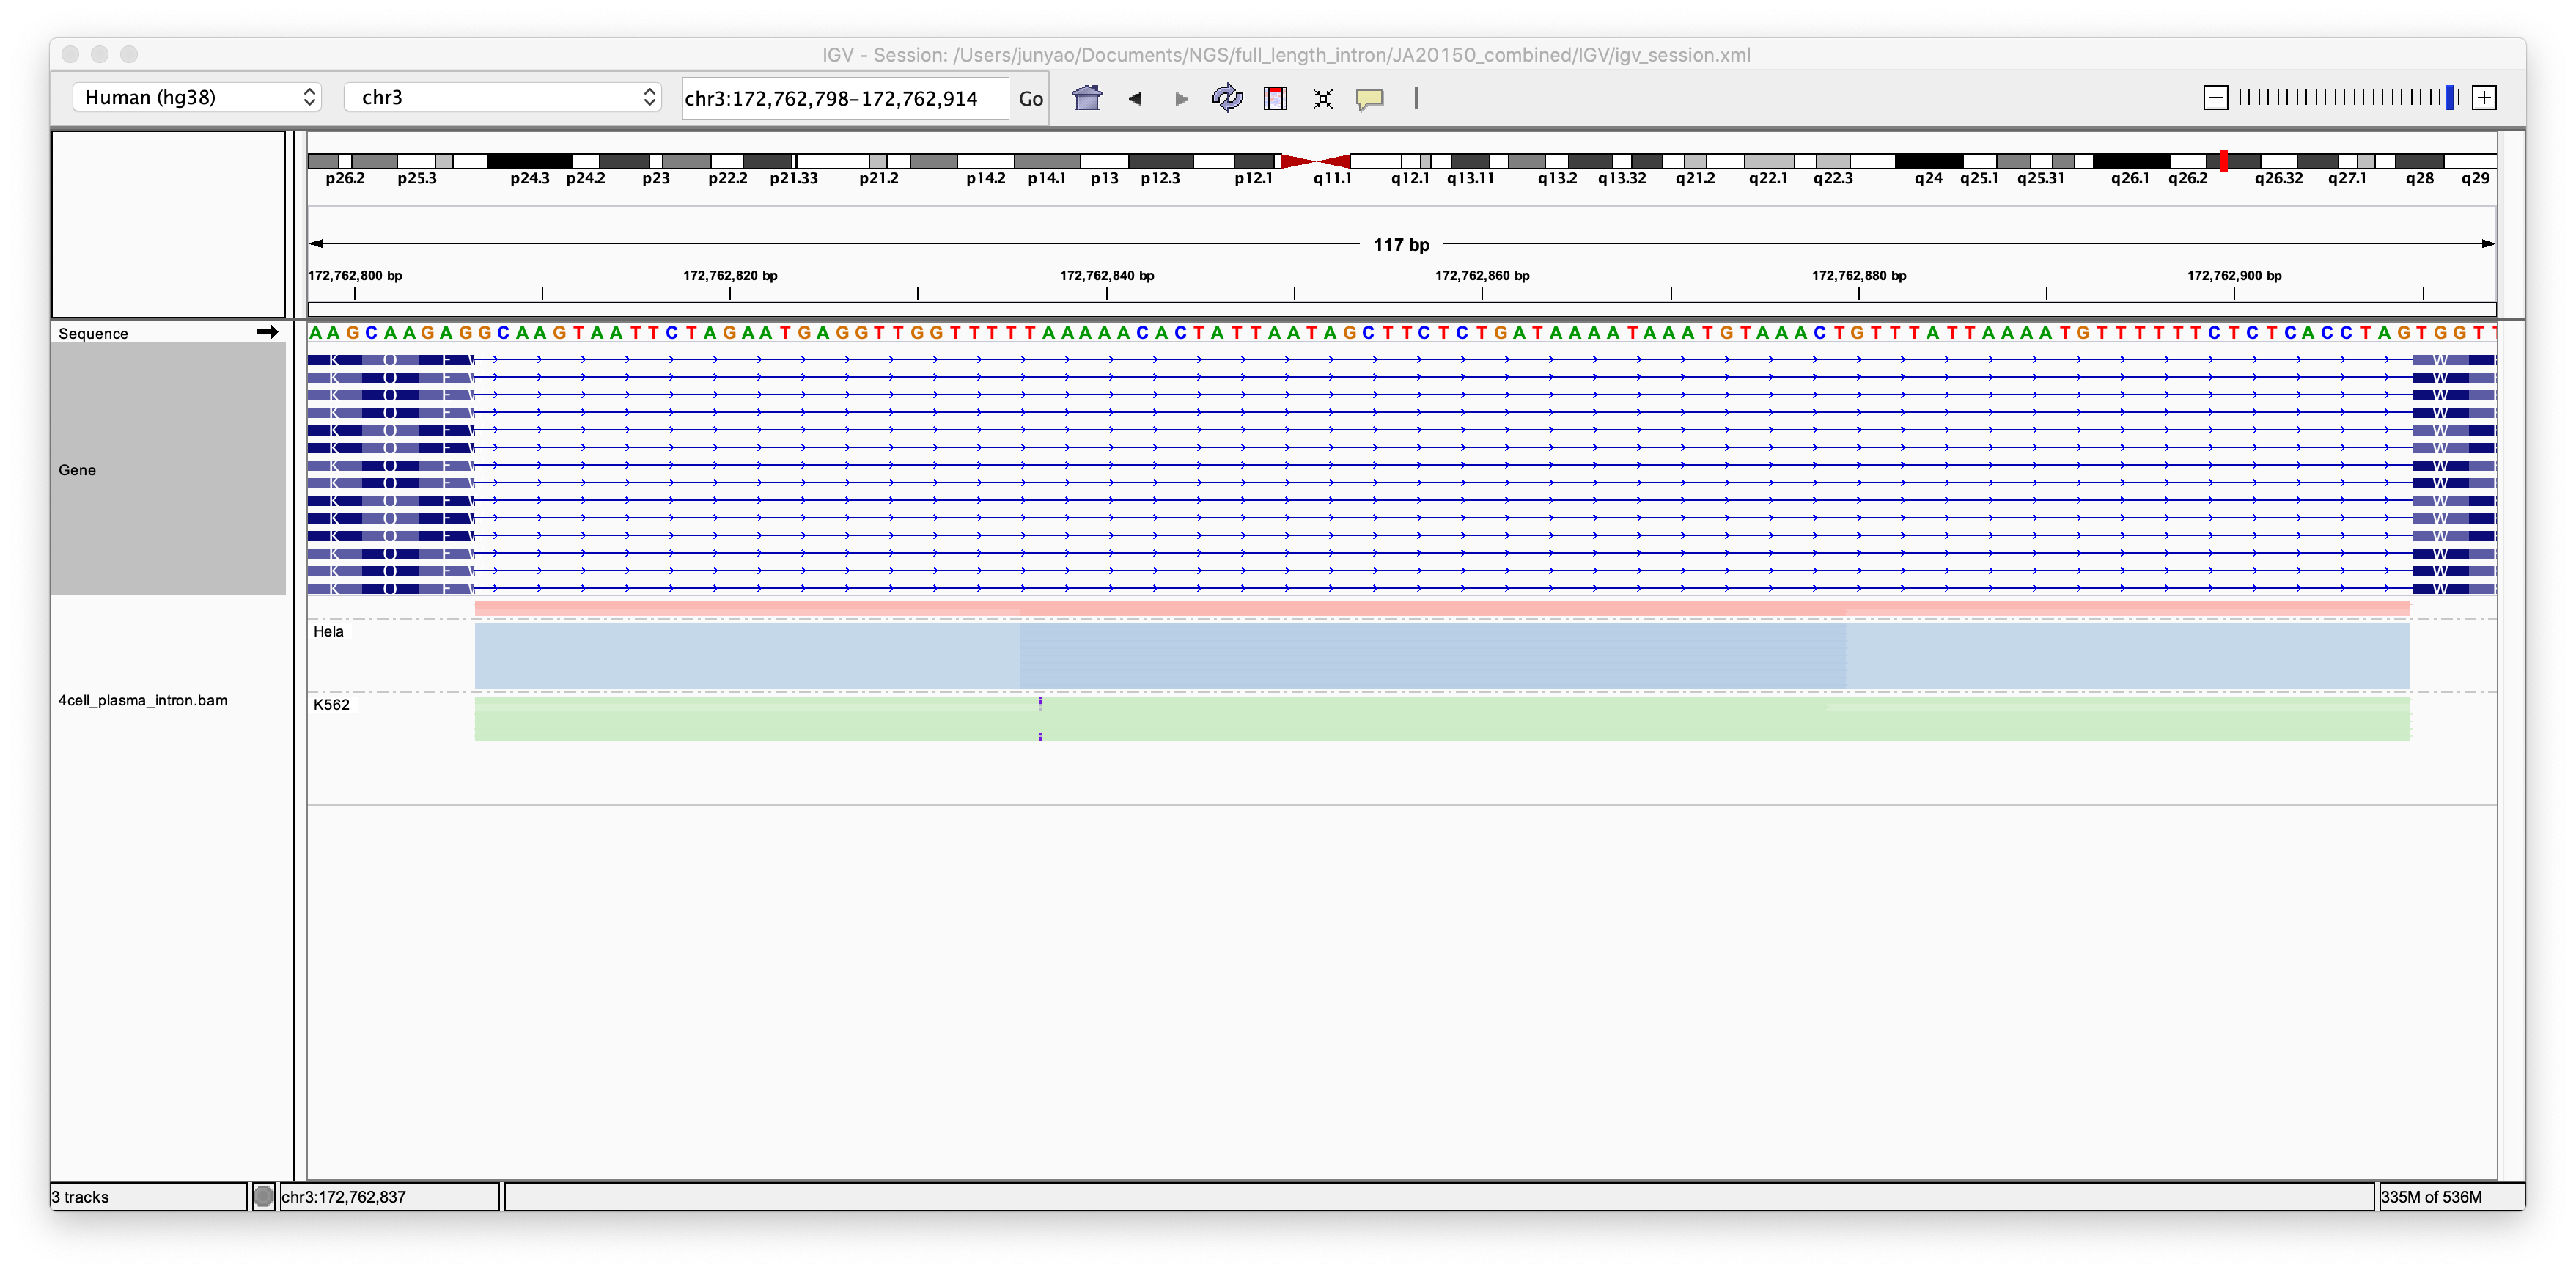 IGV - Session: /Users/junyao/Documents/NGS/full_length_intron/JA20150_combined/IGV/igv_session.xml
Human (hg38) chr3 chr3:172,762,798-172,762,914 Go
p26.2 p25.3 p24.3 p24.2 p23 p22.2 p21.33 p21.2 p14.2 p14.1 p13 p12.3 p12.1 q11.1 q12.1 q13.11 q13.2 q13.32 q21.2 q22.1 q22.3 q24 q25.1 q25.31 q26.1 q26.2 q26.32 q27.1 q28 q29
117 bp
172,762,800 bp 172,762,820 bp 172,762,840 bp 172,762,860 bp 172,762,880 bp 172,762,900 bp
Sequence A A G C A A G A G G C A A G T A A T T C T A G A A T G A G G T T G G T T T T T A A A A A C A C T A T T A A T A G C T T C T C T G A T A A A A T A A A T G T A A A C T G T T T A T T A A A A T G T T T T T T C T C T C A C C T A G T G G T T
K Q E W
K Q E W
K Q E W
K Q E W
K Q E W
K Q E W
Gene K Q E W
K Q E W
K Q E W
K Q E W
K Q E W
K Q E W
K Q E W
K Q E W
Hela
4cell_plasma_intron.bam K562
3 tracks chr3:172,762,837 335M of 536M